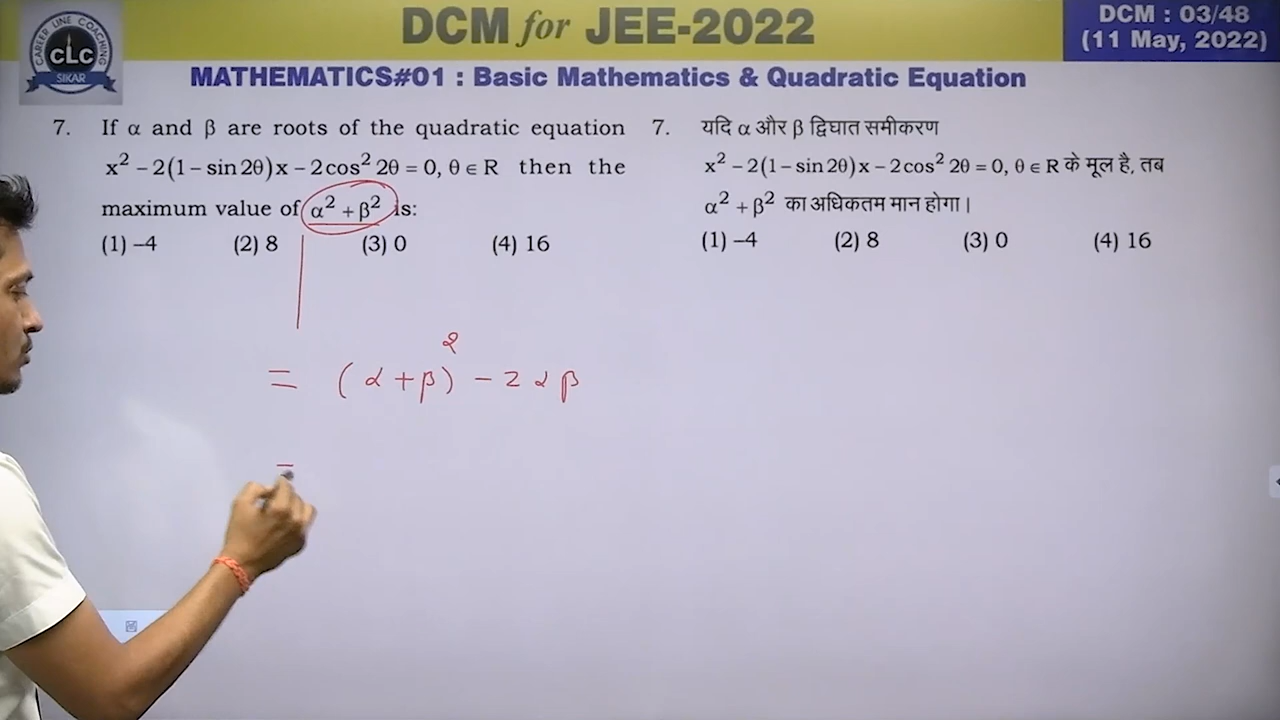 CAREER LINE COACHING
CLC
SIKAR
DCM for JEE-2022
DCM : 03/48
(11 May, 2022)
MATHEMATICS#01 : Basic Mathematics & Quadratic Equation
7. If α and β are roots of the quadratic equation
x² − 2(1 − sin 2θ)x − 2 cos² 2θ = 0, θ ∈ R then the
maximum value of α² + β² is:
(1) –4 (2) 8 (3) 0 (4) 16
7. यदि α और β द्विघात समीकरण
x² − 2(1 − sin 2θ)x − 2 cos² 2θ = 0, θ ∈ R के मूल है, तब
α² + β² का अधिकतम मान होगा।
(1) –4 (2) 8 (3) 0 (4) 16
= (α + β)² − 2αβ